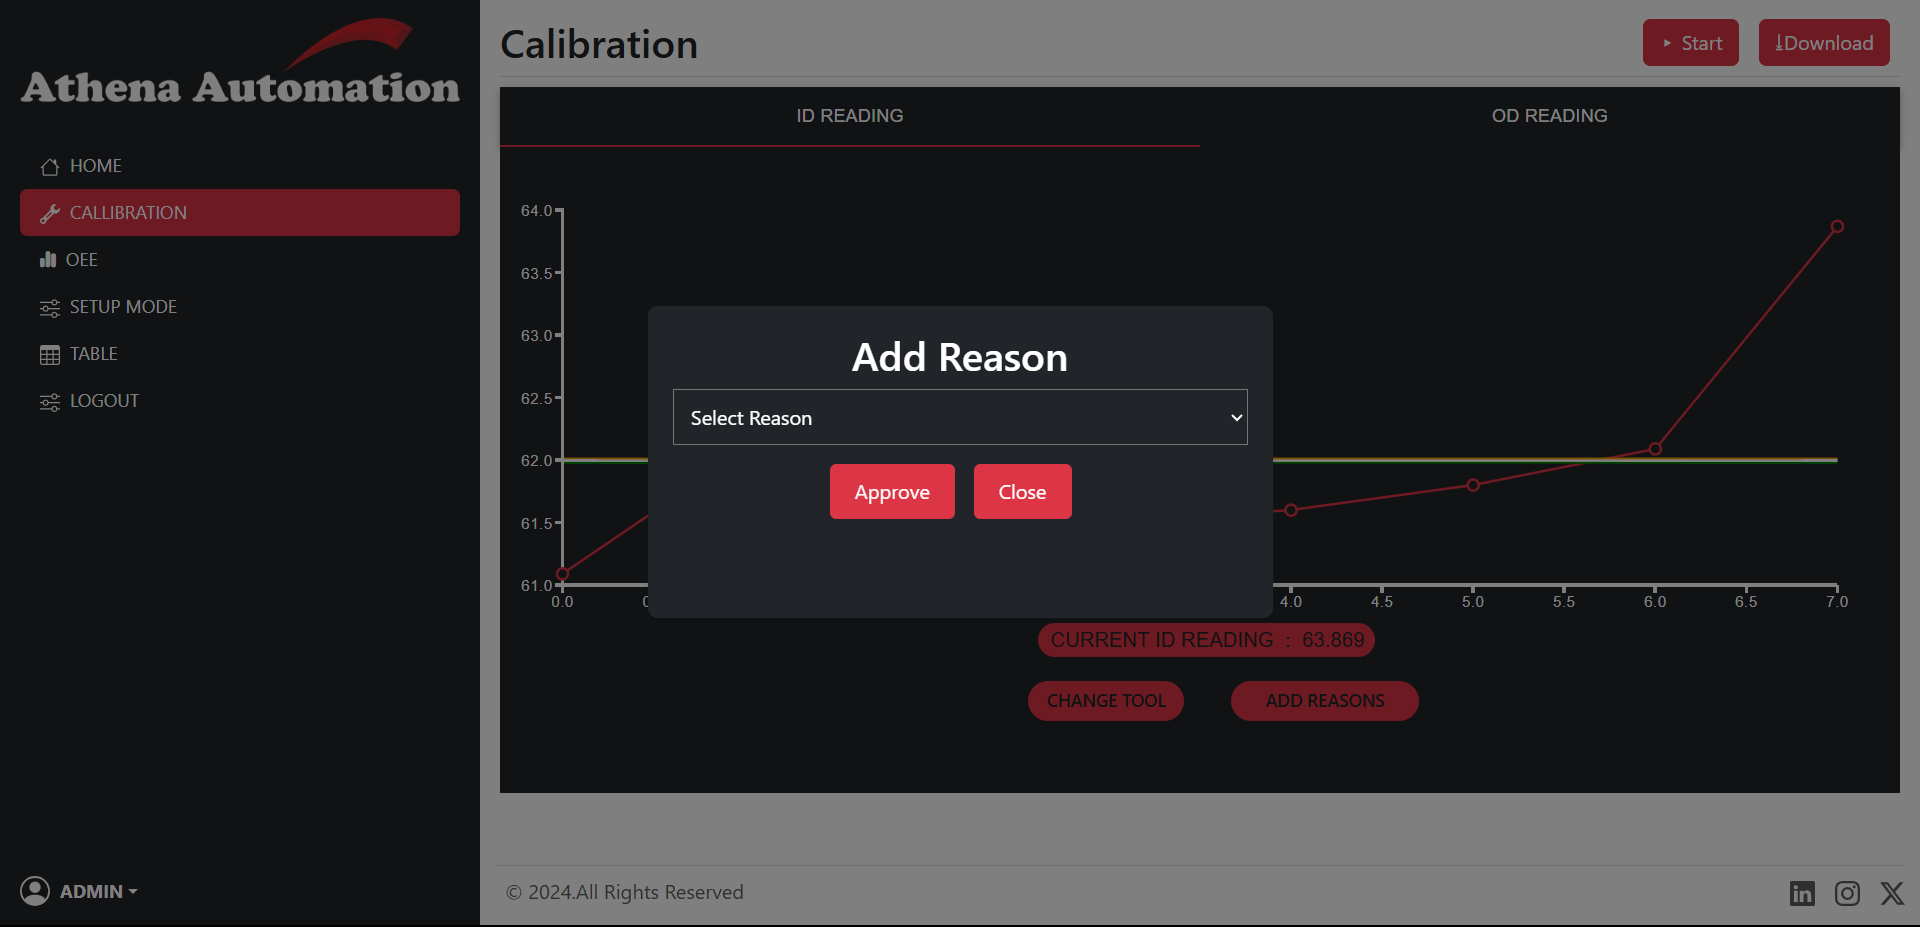 Athena Automation
HOME
CALLIBRATION
OEE
SETUP MODE
TABLE
LOGOUT
ADMIN
Calibration
Start
Download
ID READING
OD READING
64.0
63.5
63.0
62.5
62.0
61.5
61.0
0.0
4.0
4.5
5.0
5.5
6.0
6.5
7.0
Add Reason
Select Reason
Approve
Close
CURRENT ID READING : 63.869
CHANGE TOOL
ADD REASONS
© 2024.All Rights Reserved